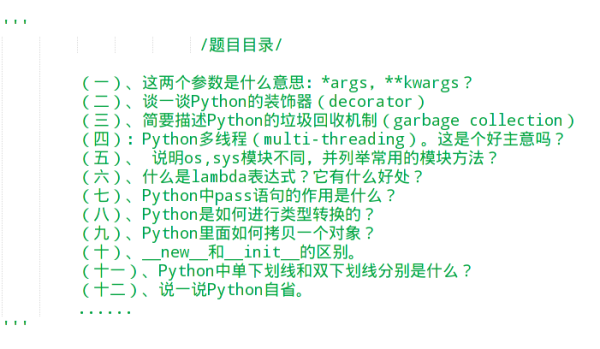 '''
/题目目录/
(一)、这两个参数是什么意思：*args，**kwargs？
(二)、谈一谈Python的装饰器(decorator)
(三)、简要描述Python的垃圾回收机制(garbage collection)
(四)：Python多线程(multi-threading)。这是个好主意吗？
(五)、 说明os,sys模块不同，并列举常用的模块方法？
(六)、什么是lambda表达式？它有什么好处？
(七)、Python中pass语句的作用是什么？
(八)、Python是如何进行类型转换的？
(九)、Python里面如何拷贝一个对象？
(十)、__new__和__init__的区别。
(十一)、Python中单下划线和双下划线分别是什么？
(十二)、说一说Python自省。
......
'''